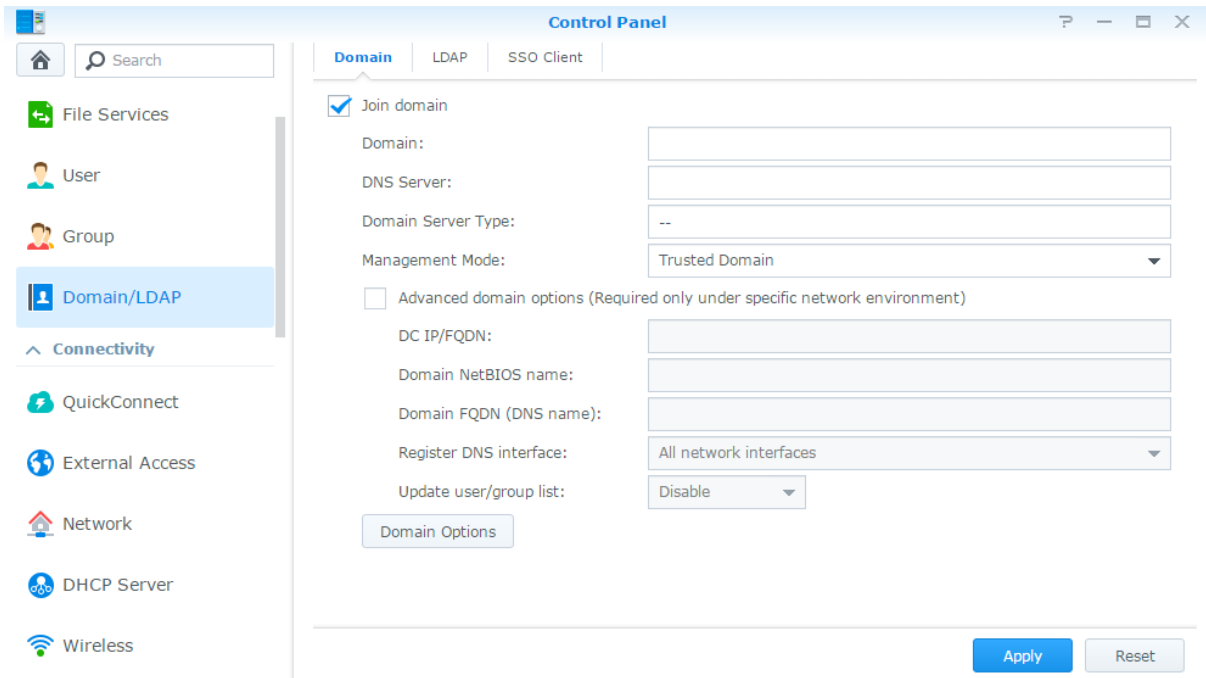 Control Panel
Search
File Services
User
Group
Domain/LDAP
Connectivity
QuickConnect
External Access
Network
DHCP Server
Wireless
Domain LDAP SSO Client
Join domain
Domain:
DNS Server:
Domain Server Type: --
Management Mode: Trusted Domain
Advanced domain options (Required only under specific network environment)
DC IP/FQDN:
Domain NetBIOS name:
Domain FQDN (DNS name):
Register DNS interface: All network interfaces
Update user/group list: Disable
Domain Options
Apply Reset